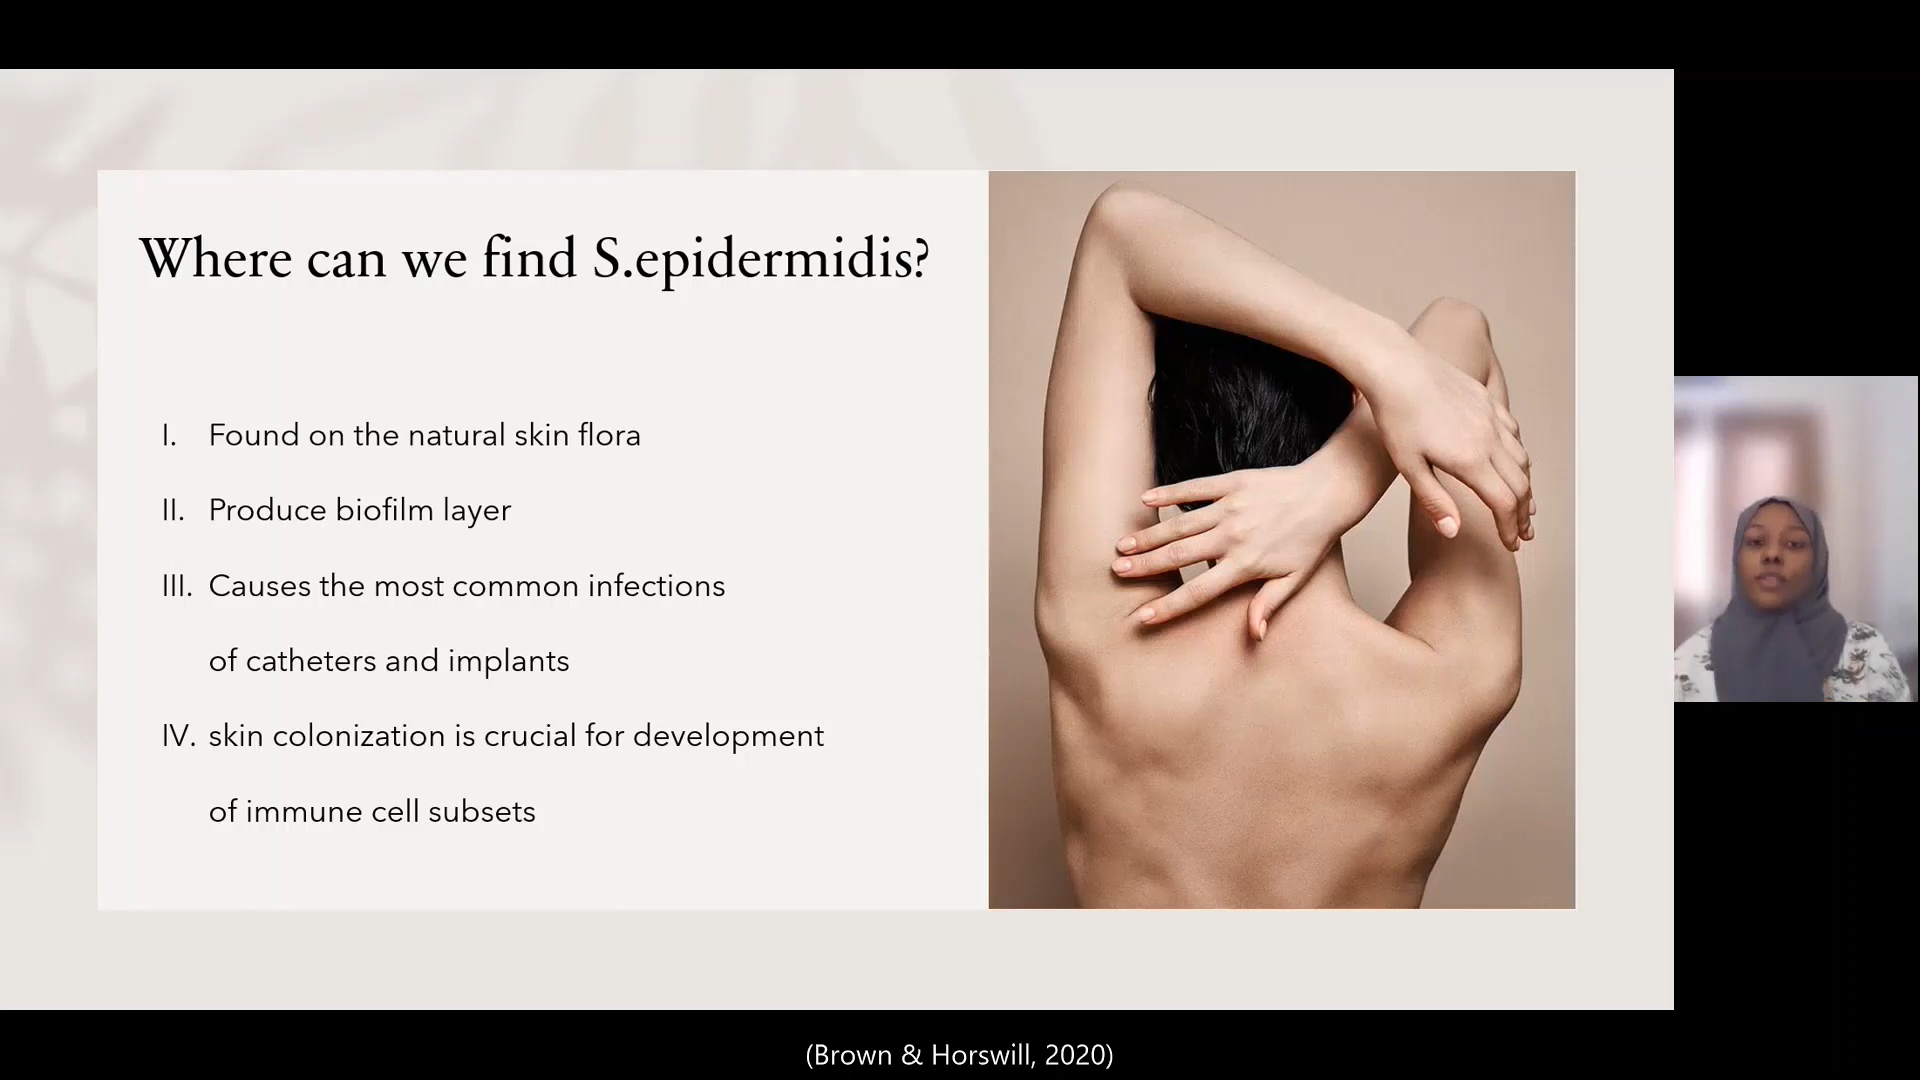 Where can we find S.epidermidis?
I. Found on the natural skin flora
II. Produce biofilm layer
III. Causes the most common infections
of catheters and implants
IV. skin colonization is crucial for development
of immune cell subsets
(Brown & Horswill, 2020)